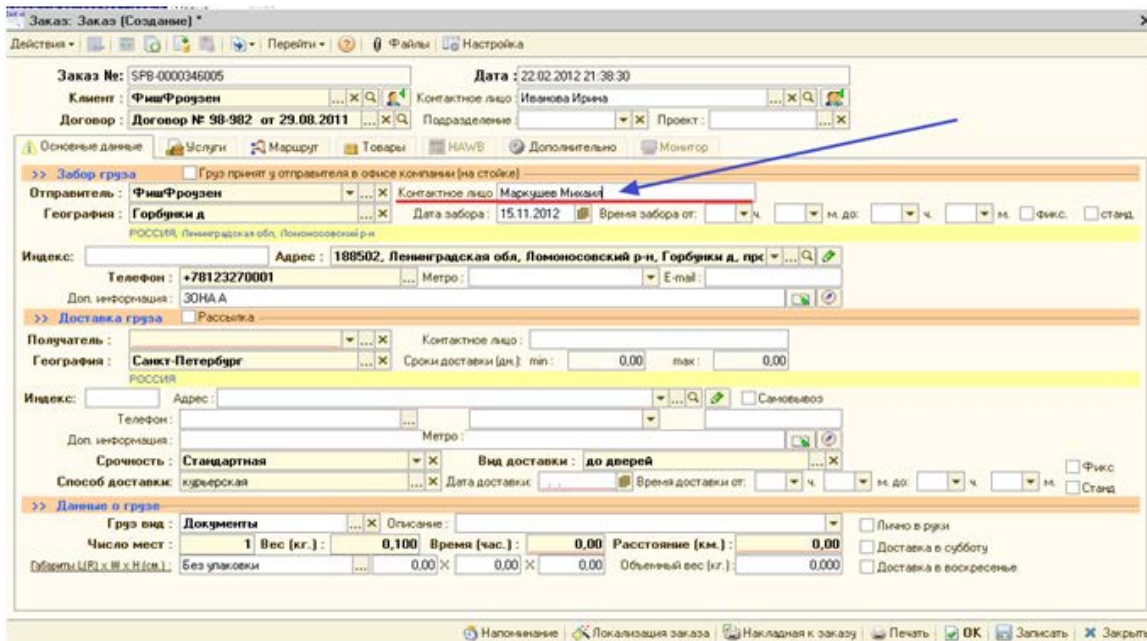 Заказ: Заказ (Создание) *
Действия Перейти Файлы Настройка
Заказ №: SPB-0000346005 Дата : 22.02.2012 21:38:30
Клиент : ФишФроузен ... Контактное лицо : Иванова Ирина ...
Договор : Договор № 98-982 от 29.08.2011 ... Подразделение : Проект : ...
Основные данные Услуги Маршрут Товары HAWB Дополнительно Монитор
>> Забор груза Груз принят у отправителя в офисе компании (на стойке)
Отправитель : ФишФроузен ... Контактное лицо Маркушев Михаил
География : Горбунки д ... Дата забора : 15.11.2012 Время забора от: ч. м. до: ч. м. Фикс. станд.
РОССИЯ, Ленинградская обл, Ломоносовский р-н
Индекс: Адрес : 188502, Ленинградская обл, Ломоносовский р-н, Горбунки д, прс ...
Телефон : +78123270001 ... Метро : E-mail :
Доп. информация : ЗОНА А
>> Доставка груза Рассылка
Получатель : ... Контактное лицо :
География : Санкт-Петербург ... Сроки доставки (дн.): min : 0,00 max : 0,00
РОССИЯ
Индекс: Адрес : ... Самовывоз
Телефон : ...
Доп. информация : Метро :
Срочность : Стандартная Вид доставки : до дверей ... Фикс
Способ доставки: курьерская ... Дата доставки: . . Время доставки от: ч. м. до: ч. м. Станд
>> Данные о грузе
Груз вид : Документы ... Описание : Лично в руки
Число мест : 1 Вес (кг.) : 0,100 Время (час.) : 0,00 Расстояние (км.) : 0,00 Доставка в субботу
Габариты L(R) x W x H (см.) : Без упаковки ... 0,00 × 0,00 × 0,00 Объемный вес (кг.) : 0,000 Доставка в воскресенье
Напоминание Локализация заказа Накладная к заказу Печать OK Записать Закрыт